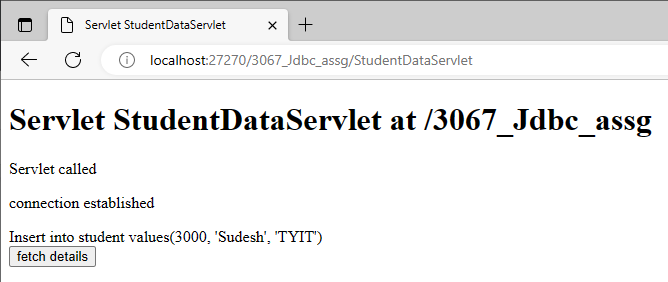 Servlet StudentDataServlet
localhost:27270/3067_Jdbc_assg/StudentDataServlet
Servlet StudentDataServlet at /3067_Jdbc_assg
Servlet called
connection established
Insert into student values(3000, 'Sudesh', 'TYIT')
fetch details